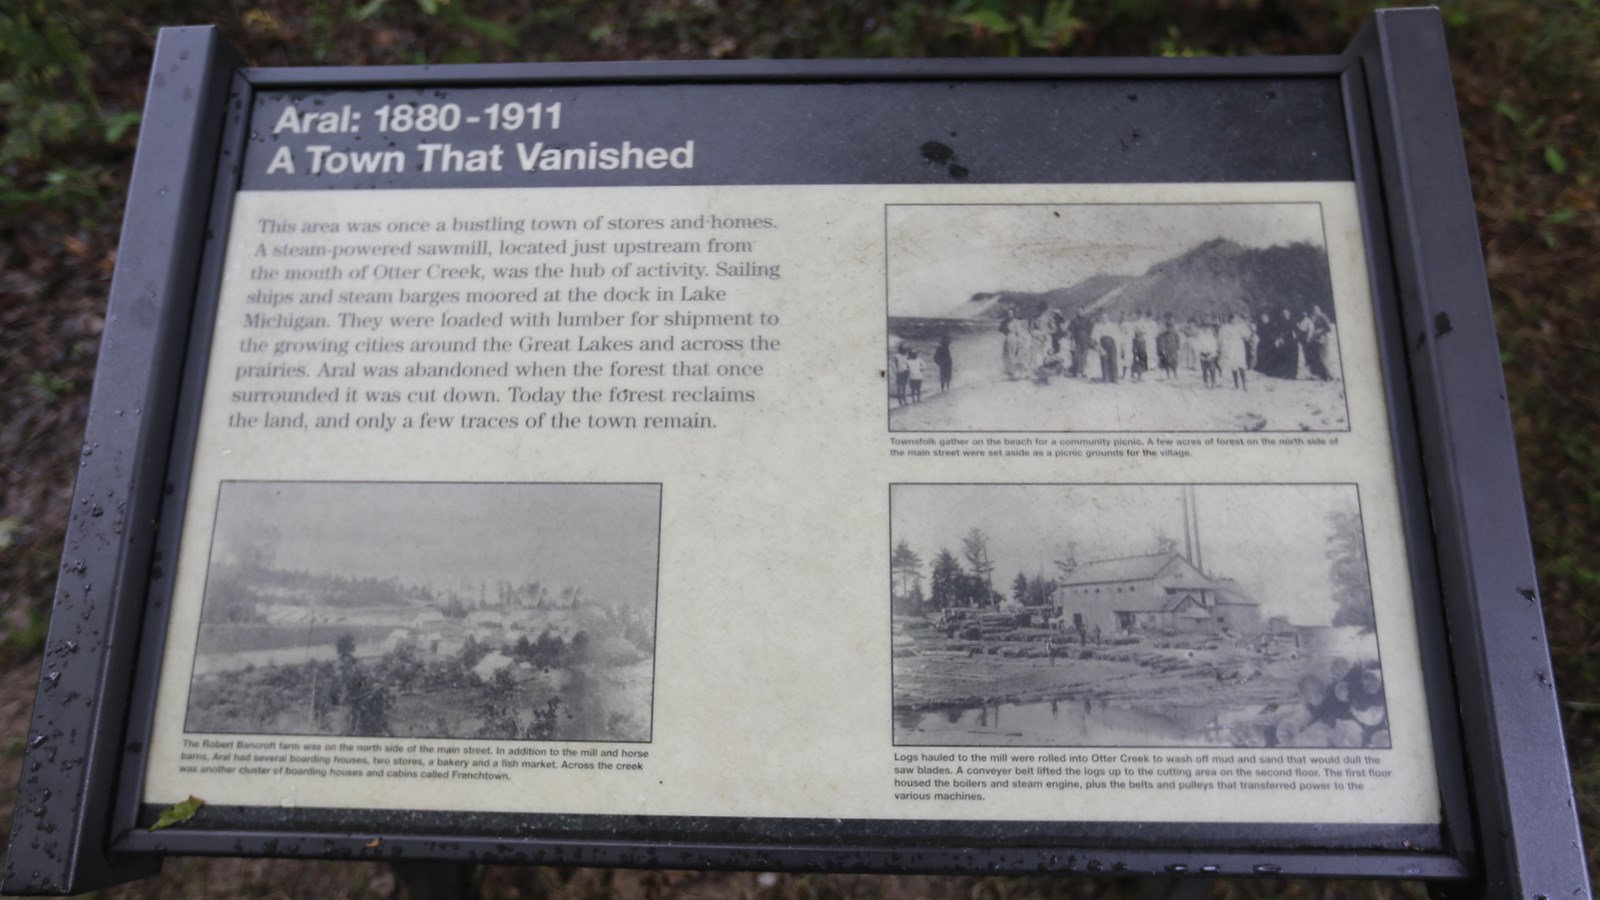 Aral: 1880-1911
A Town That Vanished
This area was once a bustling town of stores and homes.
A steam-powered sawmill, located just upstream from
the mouth of Otter Creek, was the hub of activity. Sailing
ships and steam barges moored at the dock in Lake
Michigan. They were loaded with lumber for shipment to
the growing cities around the Great Lakes and across the
prairies. Aral was abandoned when the forest that once
surrounded it was cut down. Today the forest reclaims
the land, and only a few traces of the town remain.
Townsfolk gather on the beach for a community picnic. A few acres of forest on the north side of
the main street were set aside as a picnic grounds for the village.
The Robert Bancroft farm was on the north side of the main street. In addition to the mill and horse
barns, Aral had several boarding houses, two stores, a bakery and a fish market. Across the creek
was another cluster of boarding houses and cabins called Frenchtown.
Logs hauled to the mill were rolled into Otter Creek to wash off mud and sand that would dull the
saw blades. A conveyer belt lifted the logs up to the cutting area on the second floor. The first floor
housed the boilers and steam engine, plus the belts and pulleys that transferred power to the
various machines.